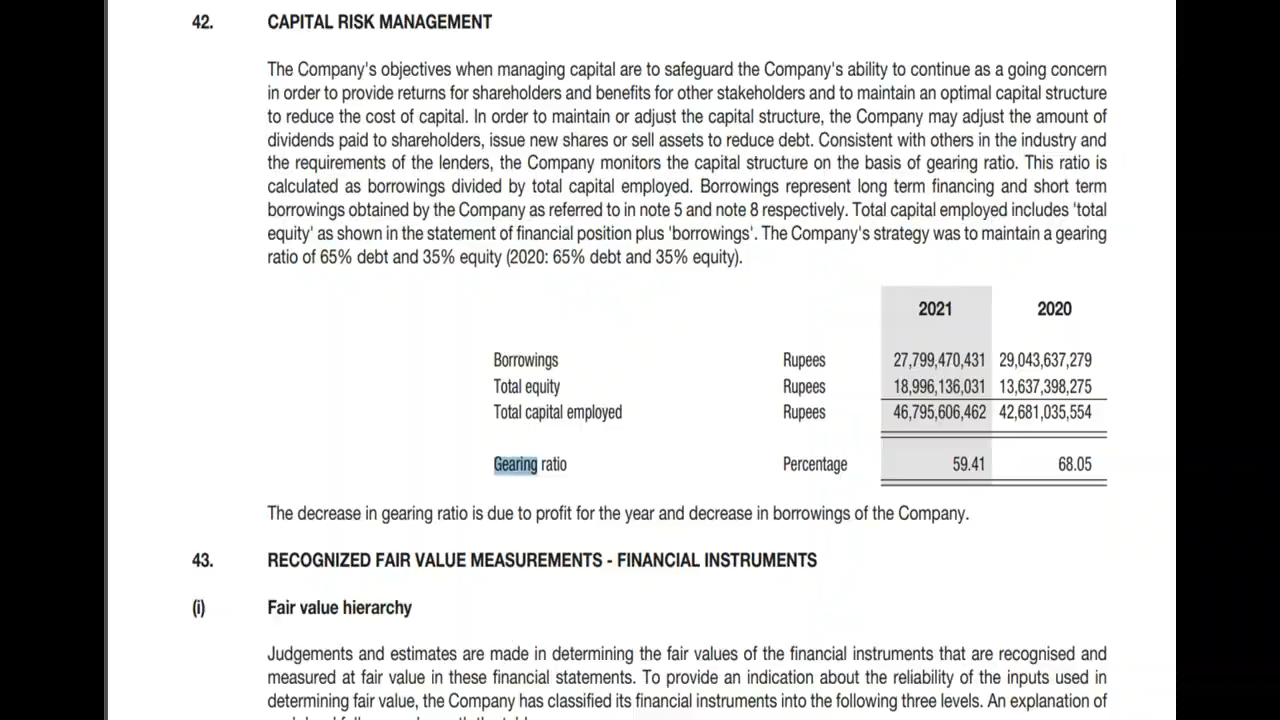 42. CAPITAL RISK MANAGEMENT
The Company's objectives when managing capital are to safeguard the Company's ability to continue as a going concern
in order to provide returns for shareholders and benefits for other stakeholders and to maintain an optimal capital structure
to reduce the cost of capital. In order to maintain or adjust the capital structure, the Company may adjust the amount of
dividends paid to shareholders, issue new shares or sell assets to reduce debt. Consistent with others in the industry and
the requirements of the lenders, the Company monitors the capital structure on the basis of gearing ratio. This ratio is
calculated as borrowings divided by total capital employed. Borrowings represent long term financing and short term
borrowings obtained by the Company as referred to in note 5 and note 8 respectively. Total capital employed includes 'total
equity' as shown in the statement of financial position plus 'borrowings'. The Company's strategy was to maintain a gearing
ratio of 65% debt and 35% equity (2020: 65% debt and 35% equity).
2021 2020
Borrowings Rupees 27,799,470,431 29,043,637,279
Total equity Rupees 18,996,136,031 13,637,398,275
Total capital employed Rupees 46,795,606,462 42,681,035,554
Gearing ratio Percentage 59.41 68.05
The decrease in gearing ratio is due to profit for the year and decrease in borrowings of the Company.
43. RECOGNIZED FAIR VALUE MEASUREMENTS - FINANCIAL INSTRUMENTS
(i) Fair value hierarchy
Judgements and estimates are made in determining the fair values of the financial instruments that are recognised and
measured at fair value in these financial statements. To provide an indication about the reliability of the inputs used in
determining fair value, the Company has classified its financial instruments into the following three levels. An explanation of